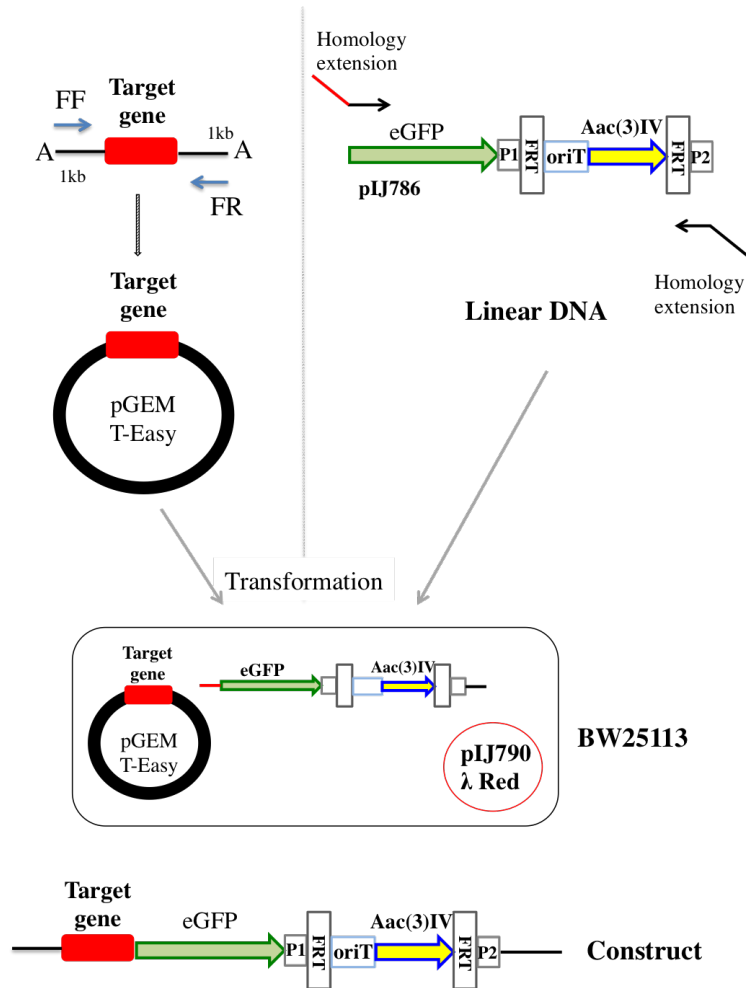 Target
gene
FF
1kb
A
A
1kb
FR
Target
gene
pGEM
T-Easy
Homology
extension
eGFP
Aac(3)IV
P1
FRT
oriT
FRT
P2
pIJ786
Homology
extension
Linear DNA
Transformation
Target
gene
eGFP
Aac(3)IV
pGEM
T-Easy
pIJ790
λ Red
BW25113
Target
gene
eGFP
Aac(3)IV
P1
FRT
oriT
FRT
P2
Construct